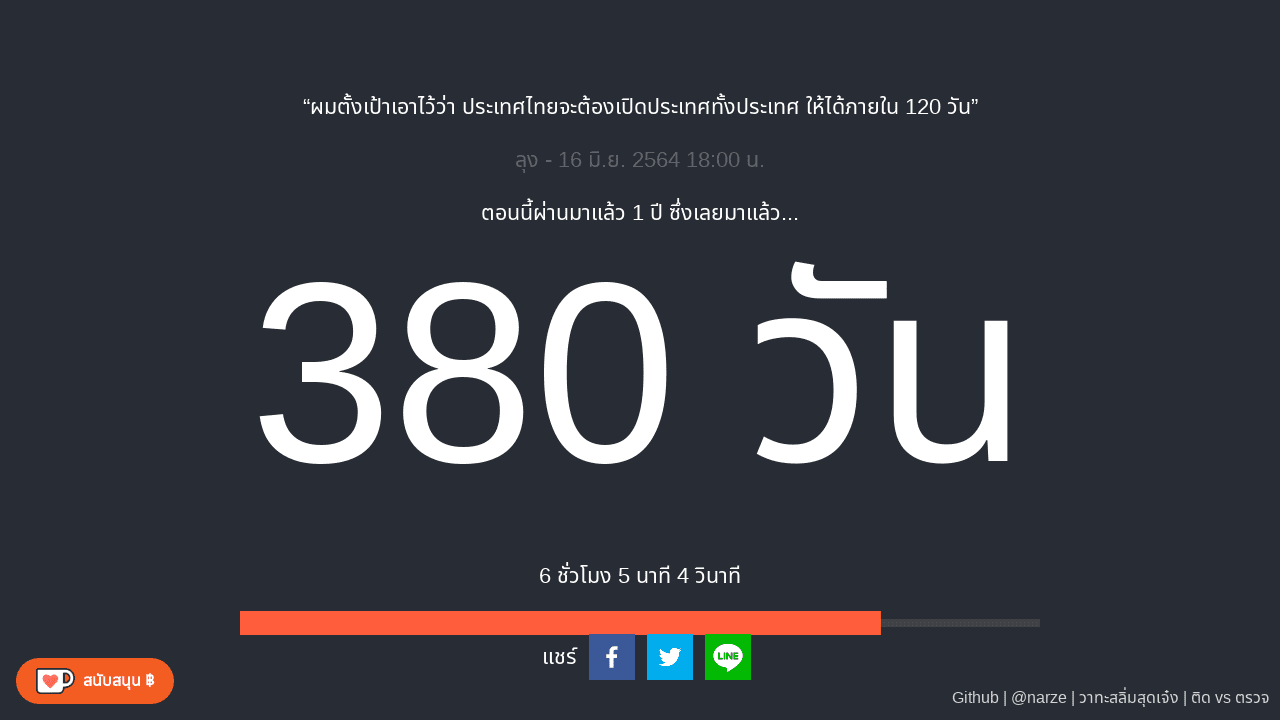 “ผมตั้งเป้าเอาไว้ว่า ประเทศไทยจะต้องเปิดประเทศทั้งประเทศ ให้ได้ภายใน 120 วัน”
ลุง - 16 มิ.ย. 2564 18:00 น.
ตอนนี้ผ่านมาแล้ว 1 ปี ซึ่งเลยมาแล้ว...
380 วัน
6 ชั่วโมง 5 นาที 4 วินาที
แชร์
LINE
สนับสนุน ฿
Github | @narze | วาทะสลิ่มสุดเจ๋ง | ติด vs ตรวจ